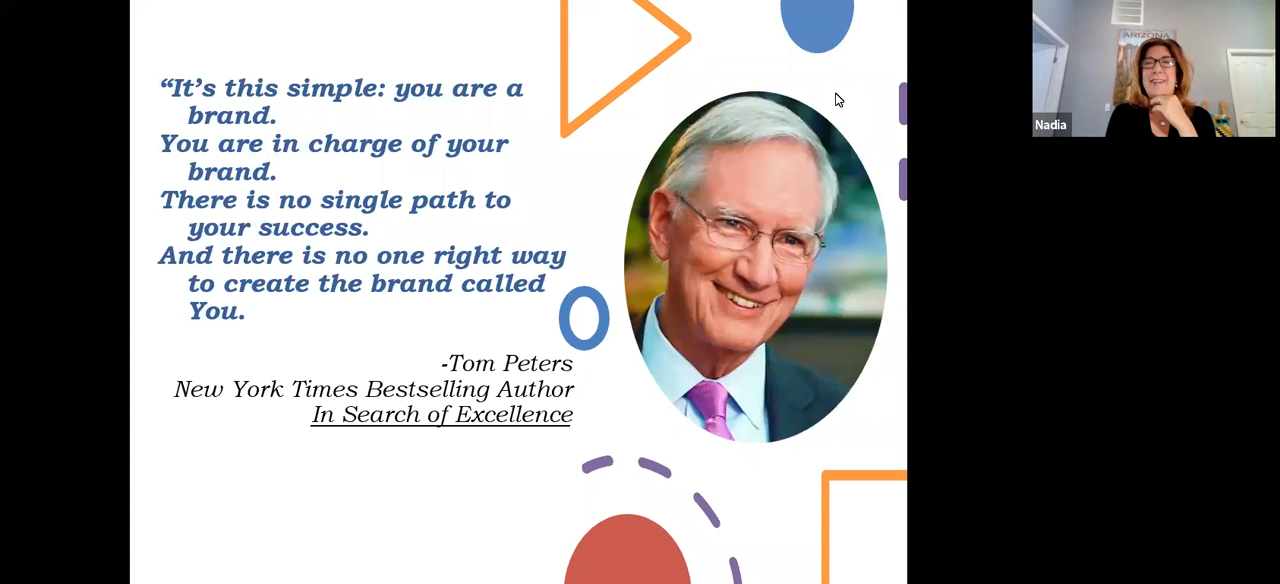 “It’s this simple: you are a
brand.
You are in charge of your
brand.
There is no single path to
your success.
And there is no one right way
to create the brand called
You.
-Tom Peters
New York Times Bestselling Author
In Search of Excellence
ARIZONA
Nadia